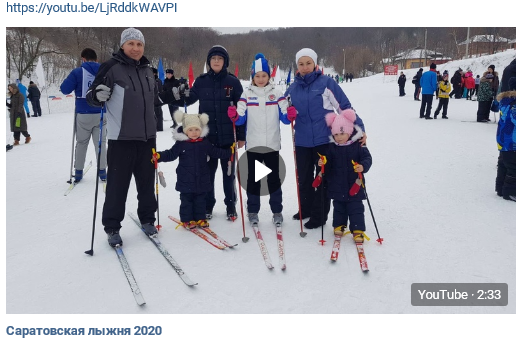 https://youtu.be/LjRddkWAVPI
YouTube · 2:33
Саратовская лыжня 2020